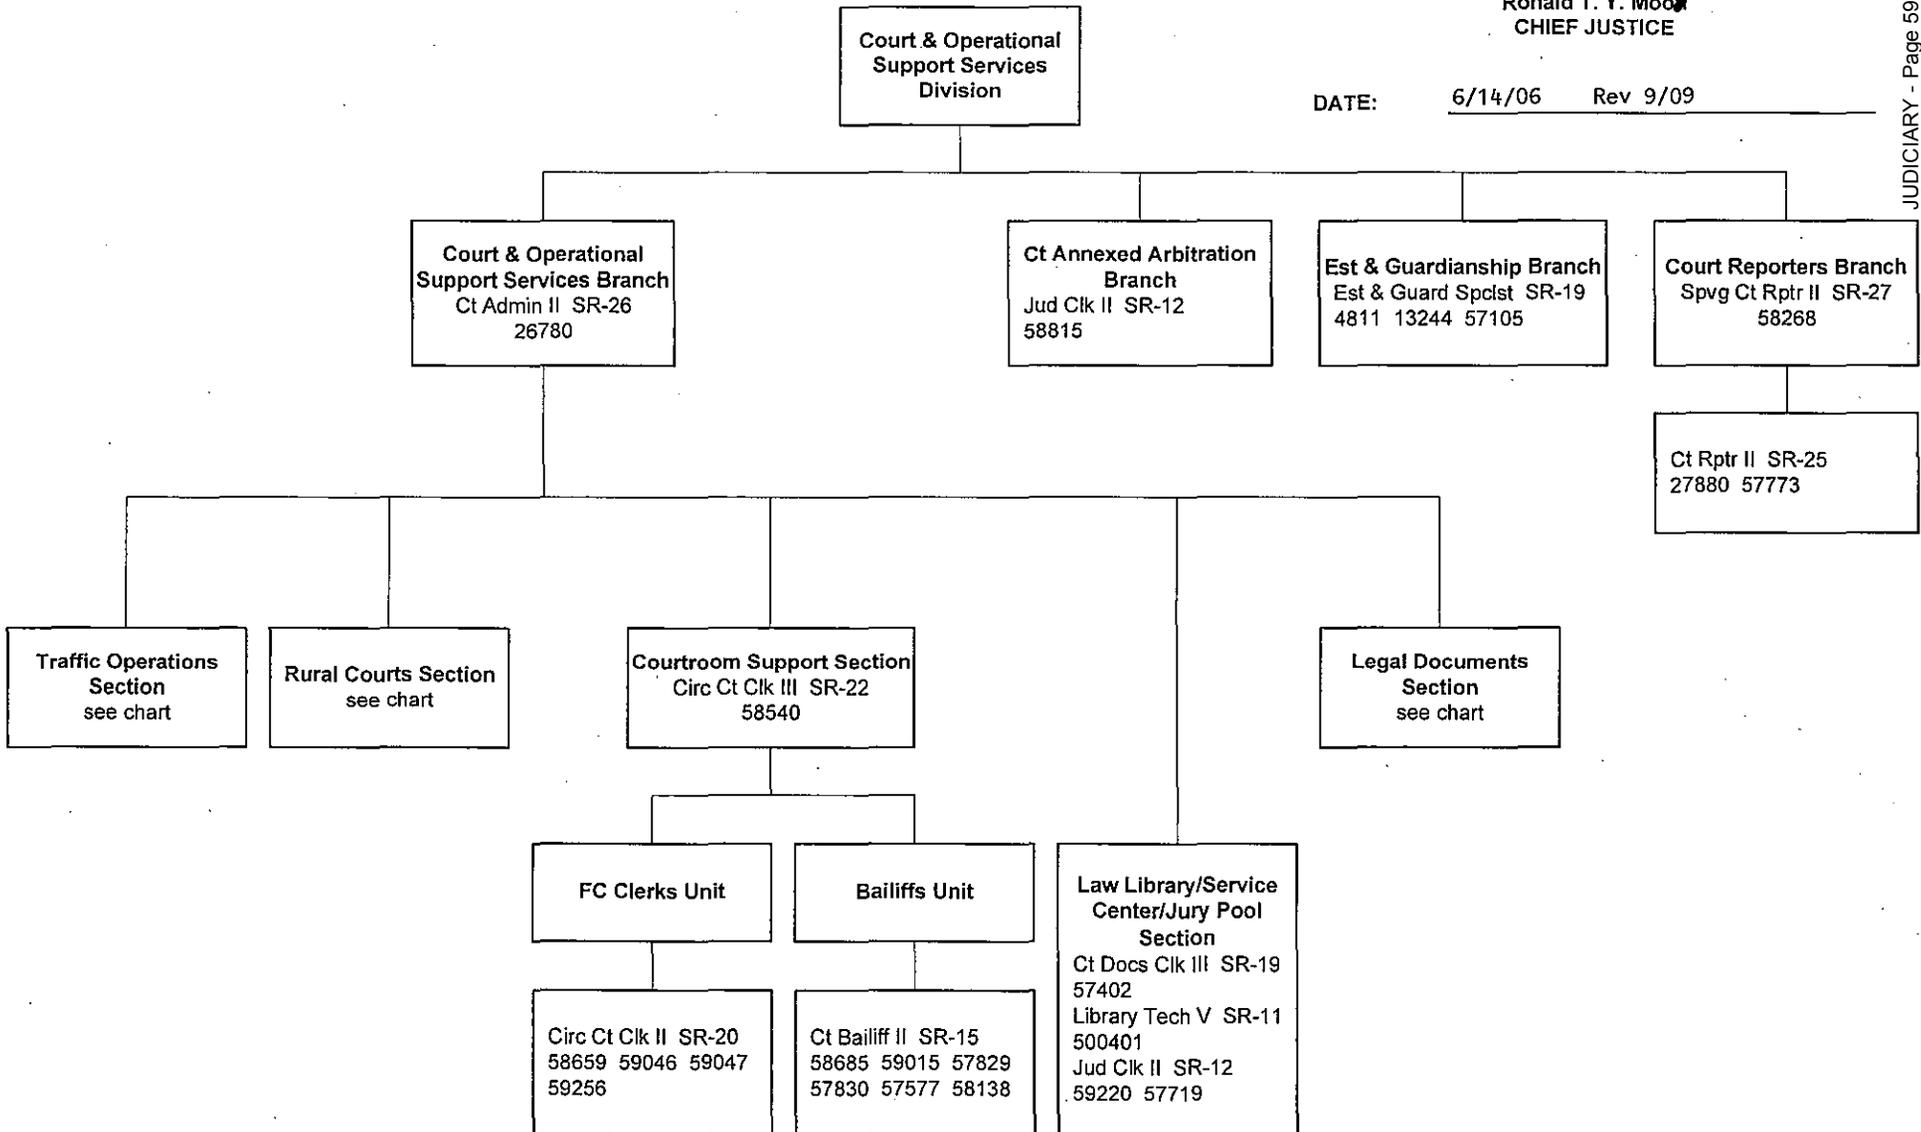 Ronald T. Y. Moon
CHIEF JUSTICE
JUDICIARY - Page 59
DATE: 6/14/06 Rev 9/09
Court & Operational
Support Services
Division
Court & Operational
Support Services Branch
Ct Admin II SR-26
26780
Ct Annexed Arbitration
Branch
Jud Clk II SR-12
58815
Est & Guardianship Branch
Est & Guard Spclst SR-19
4811 13244 57105
Court Reporters Branch
Spvg Ct Rptr II SR-27
58268
Ct Rptr II SR-25
27880 57773
Traffic Operations
Section
see chart
Rural Courts Section
see chart
Courtroom Support Section
Circ Ct Clk III SR-22
58540
Legal Documents
Section
see chart
FC Clerks Unit
Bailiffs Unit
Law Library/Service
Center/Jury Pool
Section
Ct Docs Clk III SR-19
57402
Library Tech V SR-11
500401
Jud Clk II SR-12
59220 57719
Circ Ct Clk II SR-20
58659 59046 59047
59256
Ct Bailiff II SR-15
58685 59015 57829
57830 57577 58138